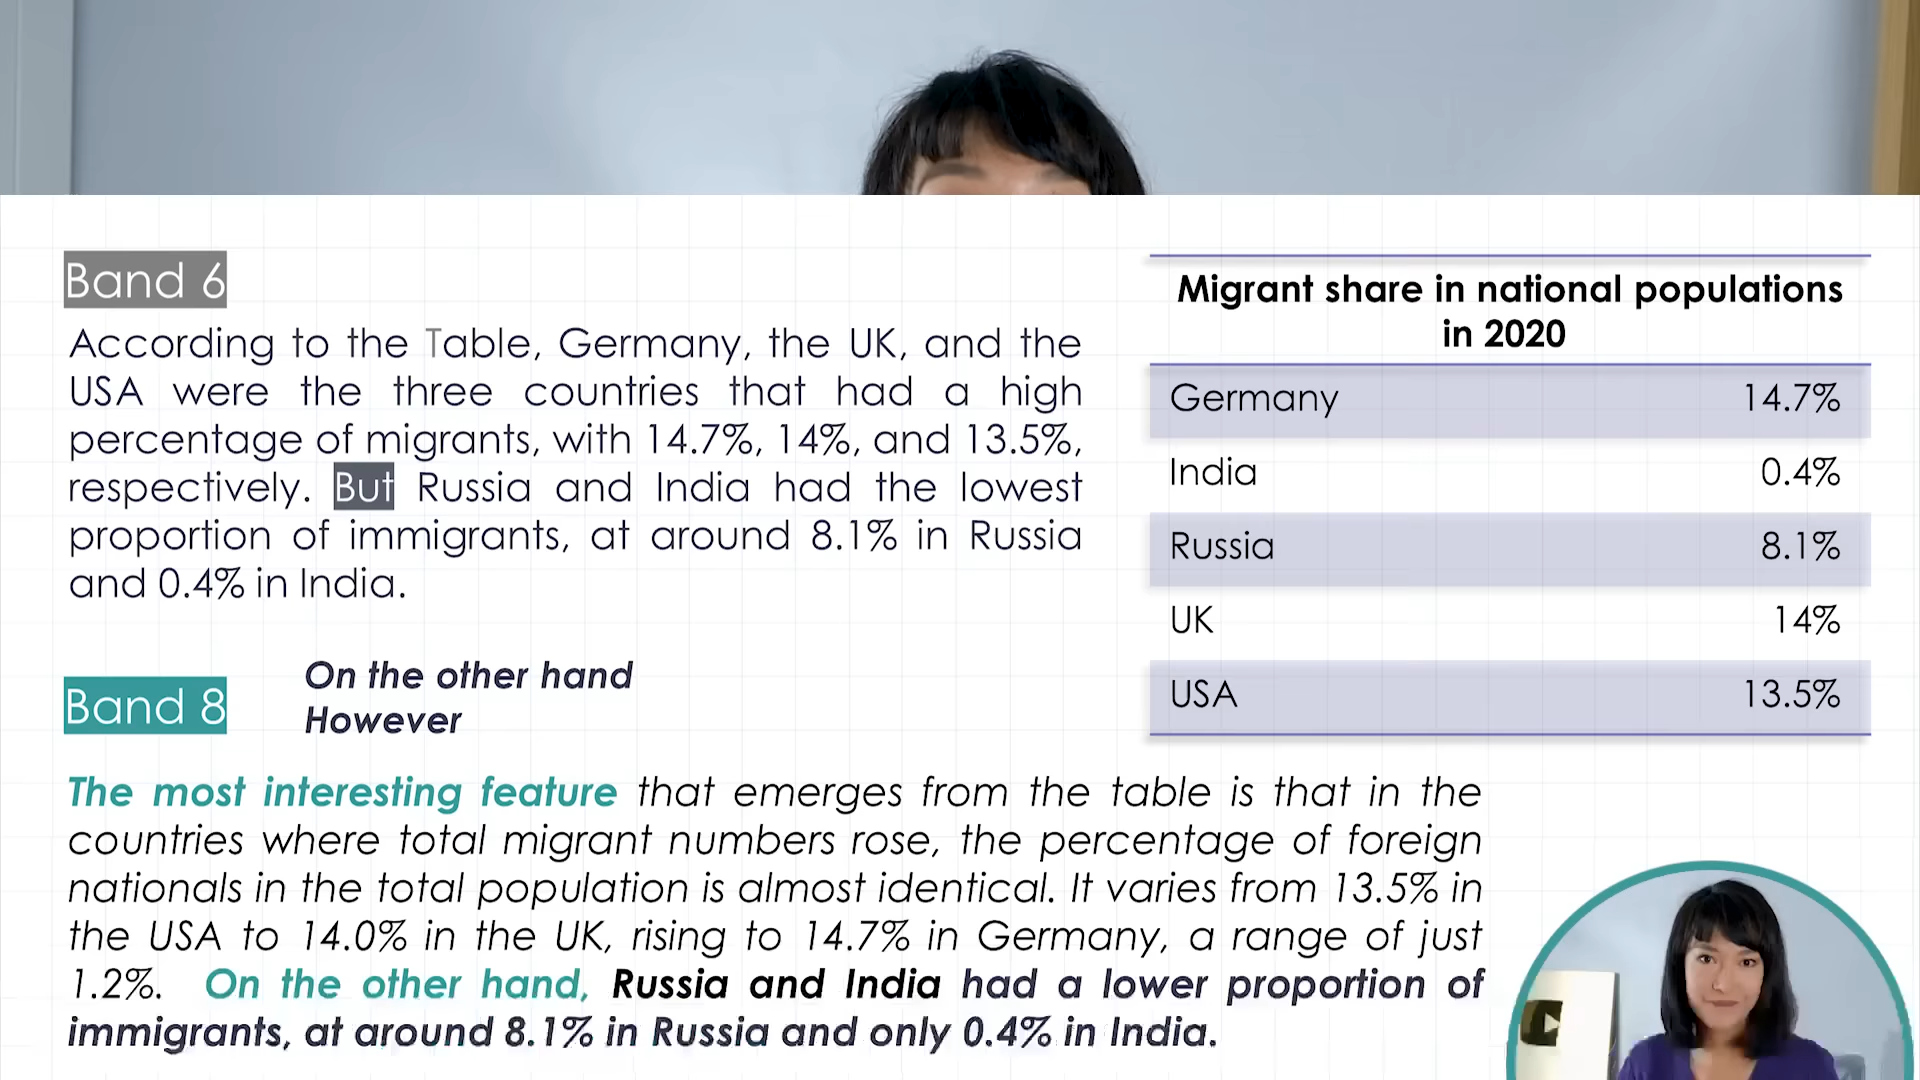 Band 6
According to the Table, Germany, the UK, and the
USA were the three countries that had a high
percentage of migrants, with 14.7%, 14%, and 13.5%,
respectively. But Russia and India had the lowest
proportion of immigrants, at around 8.1% in Russia
and 0.4% in India.
Migrant share in national populations
in 2020
Germany 14.7%
India 0.4%
Russia 8.1%
UK 14%
USA 13.5%
Band 8
On the other hand
However
The most interesting feature that emerges from the table is that in the
countries where total migrant numbers rose, the percentage of foreign
nationals in the total population is almost identical. It varies from 13.5% in
the USA to 14.0% in the UK, rising to 14.7% in Germany, a range of just
1.2%. On the other hand, Russia and India had a lower proportion of
immigrants, at around 8.1% in Russia and only 0.4% in India.